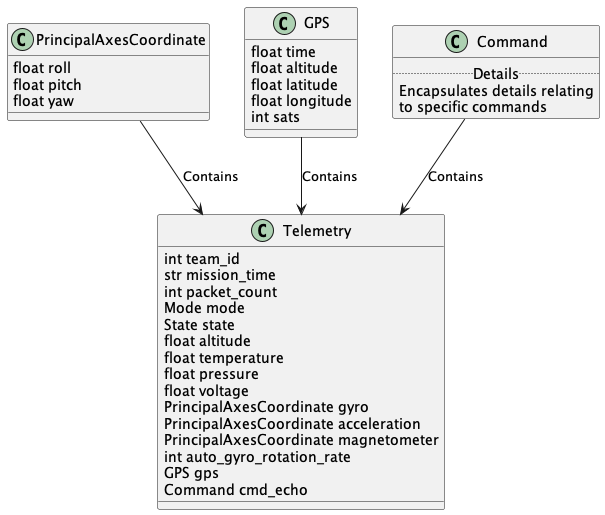 C PrincipalAxesCoordinate
float roll
float pitch
float yaw
C GPS
float time
float altitude
float latitude
float longitude
int sats
C Command
Details
Encapsulates details relating
to specific commands
Contains
Contains
Contains
C Telemetry
int team_id
str mission_time
int packet_count
Mode mode
State state
float altitude
float temperature
float pressure
float voltage
PrincipalAxesCoordinate gyro
PrincipalAxesCoordinate acceleration
PrincipalAxesCoordinate magnetometer
int auto_gyro_rotation_rate
GPS gps
Command cmd_echo